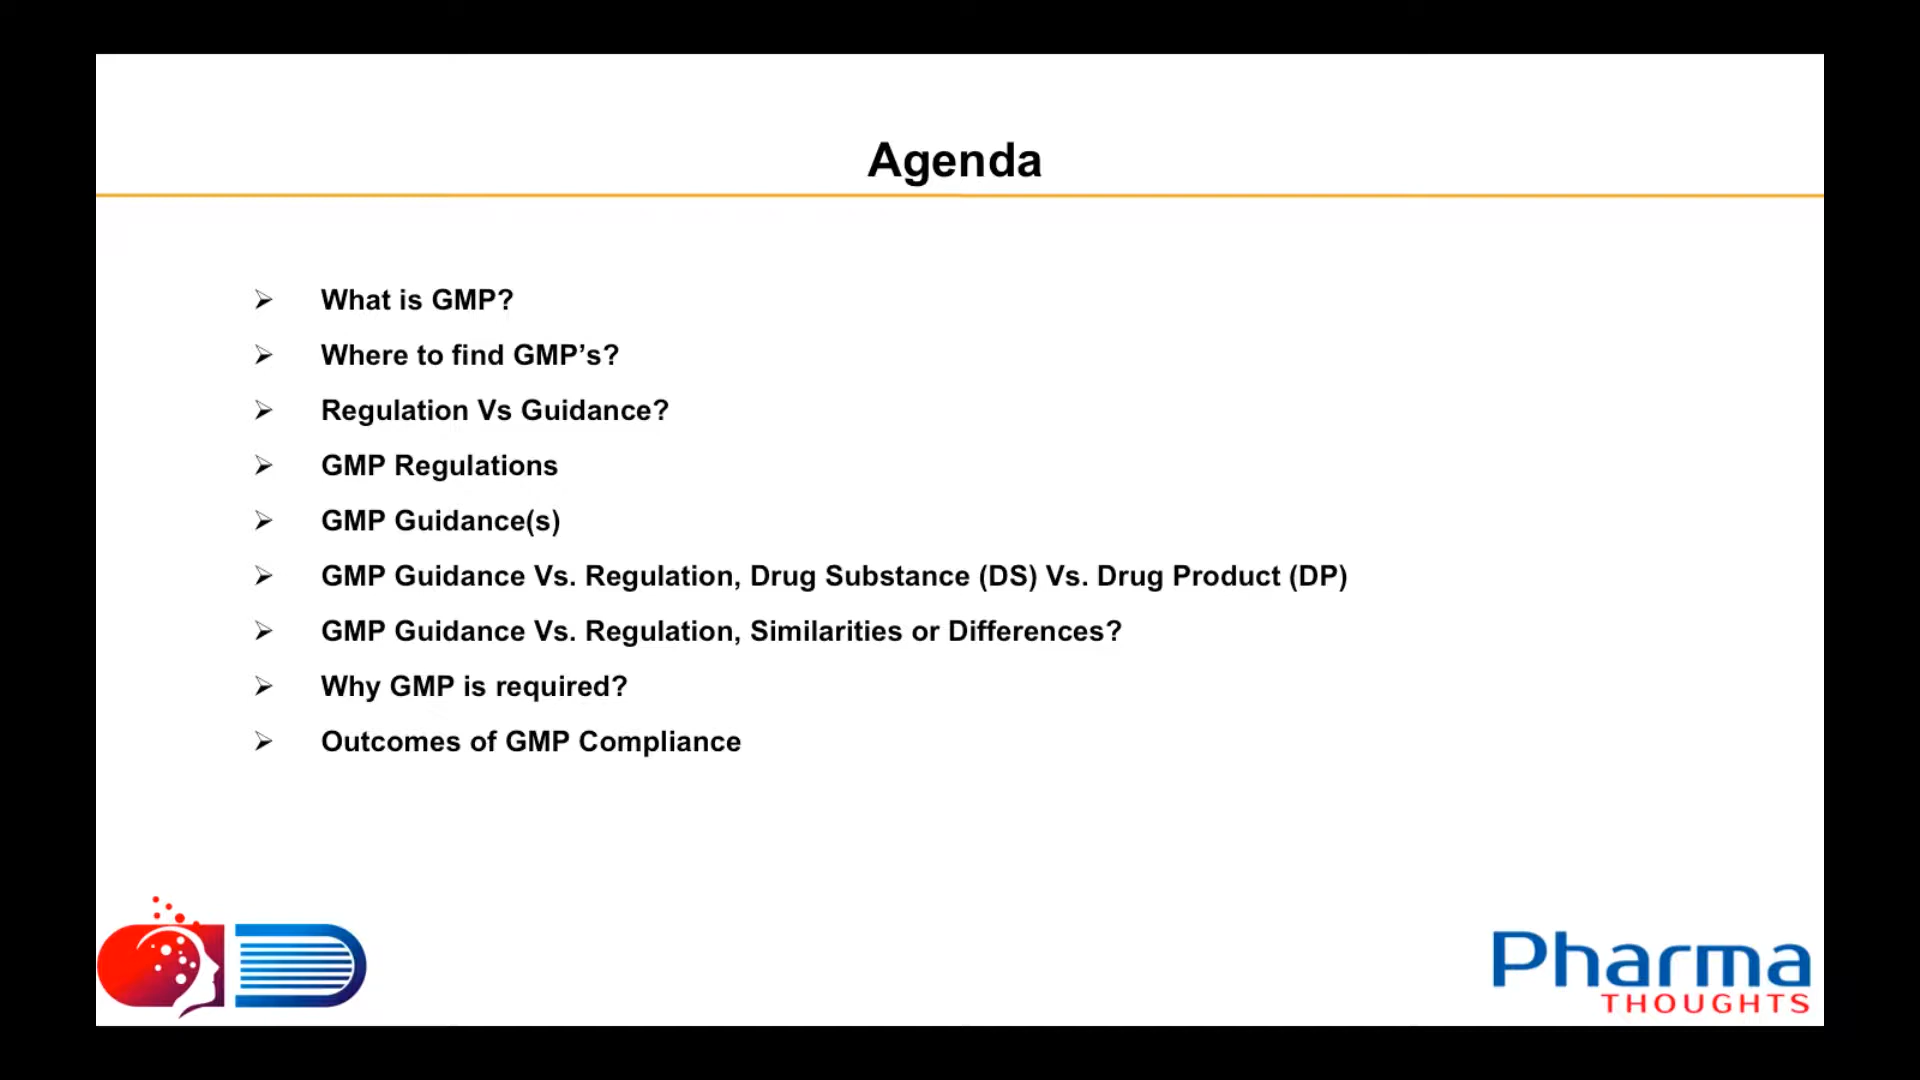 Agenda
➢ What is GMP?
➢ Where to find GMP’s?
➢ Regulation Vs Guidance?
➢ GMP Regulations
➢ GMP Guidance(s)
➢ GMP Guidance Vs. Regulation, Drug Substance (DS) Vs. Drug Product (DP)
➢ GMP Guidance Vs. Regulation, Similarities or Differences?
➢ Why GMP is required?
➢ Outcomes of GMP Compliance
Pharma
THOUGHTS